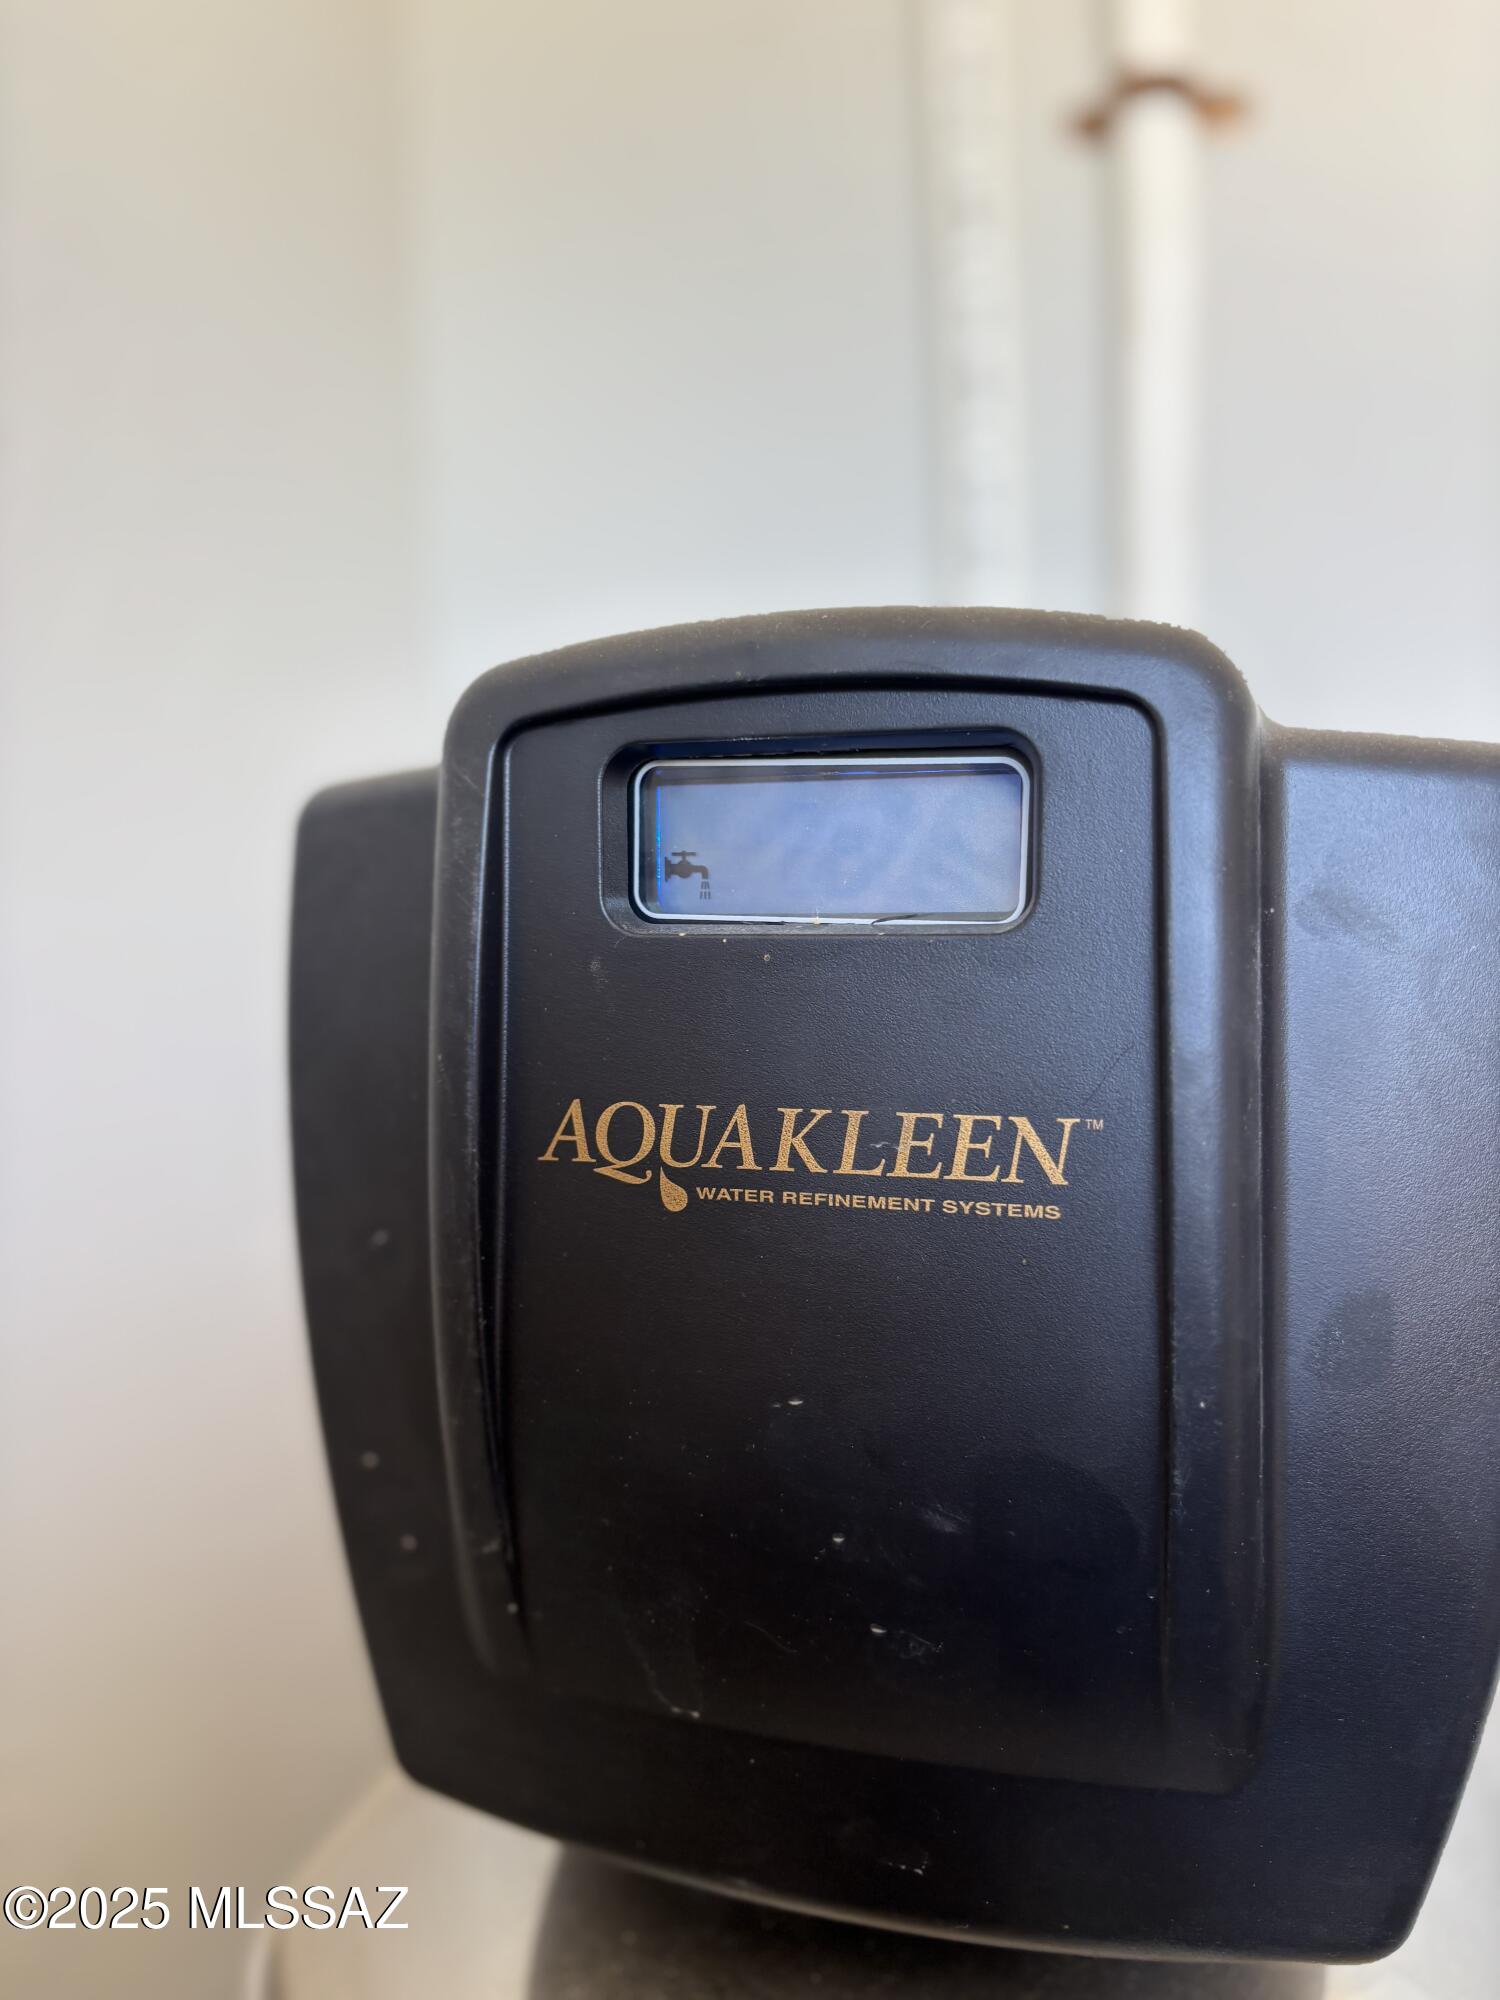 AQUAKLEEN™
WATER REFINEMENT SYSTEMS
©2025 MLSSAZ